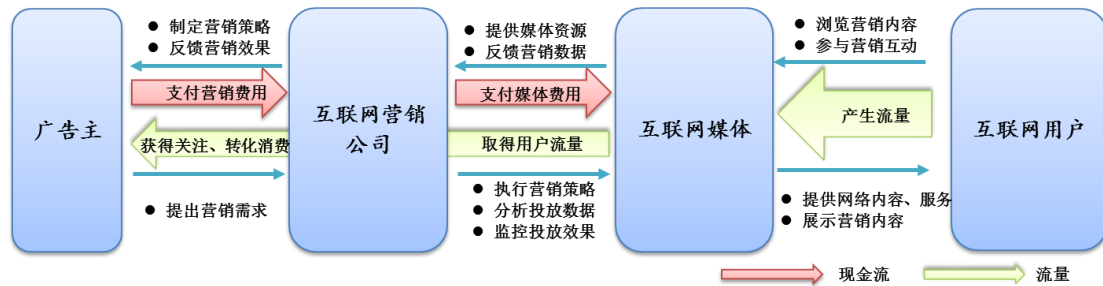 制定营销策略
反馈营销效果
支付营销费用
获得关注、转化消费
提出营销需求
广告主
互联网营销
公司
提供媒体资源
反馈营销数据
支付媒体费用
取得用户流量
执行营销策略
分析投放数据
监控投放效果
互联网媒体
浏览营销内容
参与营销互动
产生流量
提供网络内容、服务
展示营销内容
互联网用户
现金流
流量